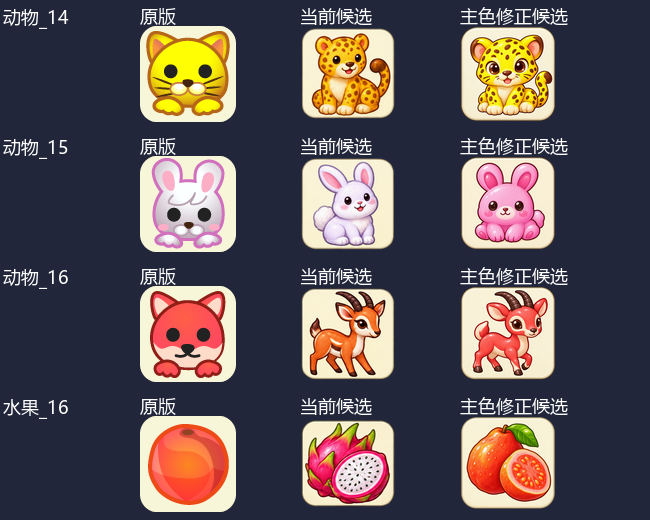 动物_14 原版 当前候选 主色修正候选
动物_15 原版 当前候选 主色修正候选
动物_16 原版 当前候选 主色修正候选
水果_16 原版 当前候选 主色修正候选